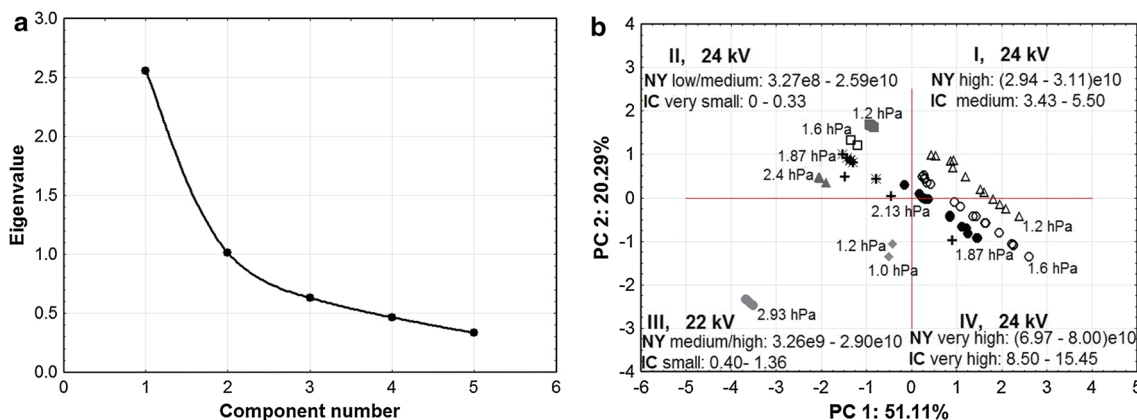 a
Eigenvalue
3.0
2.5
2.0
1.5
1.0
0.5
0.0
0 1 2 3 4 5 6
Component number
b
PC 2: 20.29%
4
3
2
1
0
-1
-2
-3
-4
II, 24 kV
NY low/medium: 3.27e8 - 2.59e10
IC very small: 0 - 0.33
I, 24 kV
NY high: (2.94 - 3.11)e10
IC medium: 3.43 - 5.50
1.2 hPa
1.6 hPa
1.87 hPa
2.4 hPa
2.13 hPa
1.2 hPa
1.2 hPa
1.87 hPa
1.0 hPa
1.6 hPa
2.93 hPa
III, 22 kV
NY medium/high: 3.26e9 - 2.90e10
IC small: 0.40- 1.36
IV, 24 kV
NY very high: (6.97 - 8.00)e10
IC very high: 8.50 - 15.45
-6 -5 -4 -3 -2 -1 0 1 2 3 4 5
PC 1: 51.11%